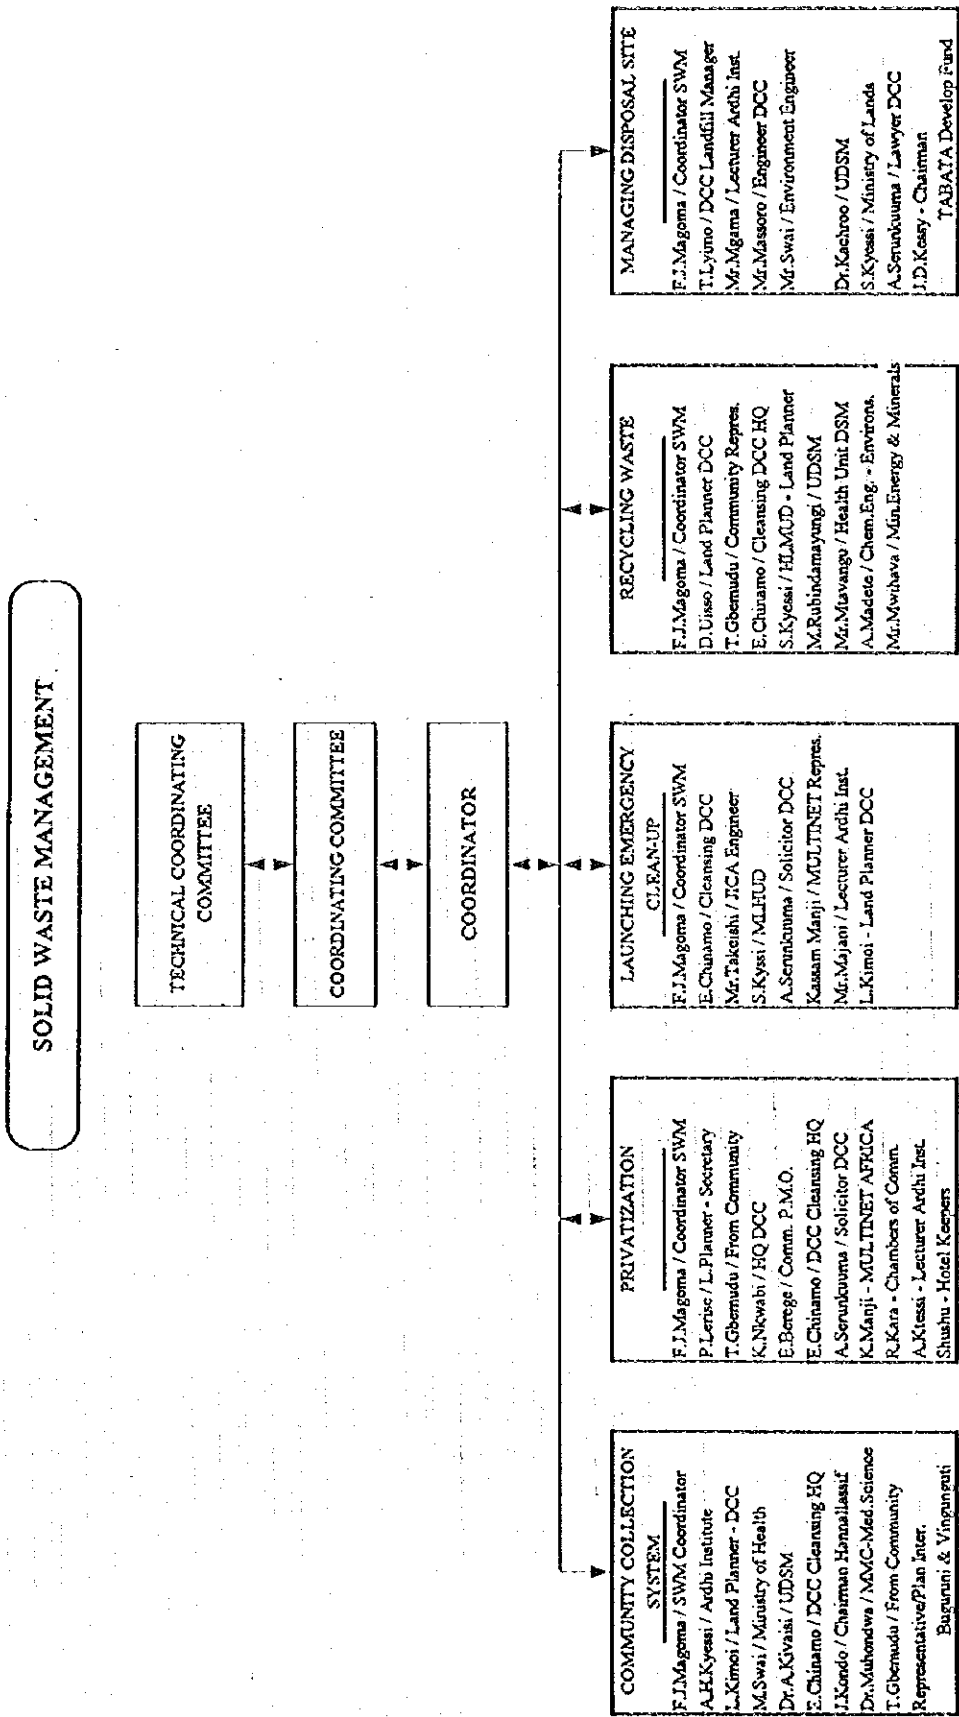 SOLID WASTE MANAGEMENT
TECHNICAL COORDINATING
COMMITTEE
COORDINATING COMMITTEE
COORDINATOR
COMMUNITY COLLECTION
SYSTEM
F.J.Magoma / SWM Coordinator
A.H.Kyessi / Ardhi Institute
L.Kimoi / Land Planner - DCC
M.Swai / Ministry of Health
Dr.A.Kivaisi / UDSM
E.Chinamo / DCC Cleansing HQ
J.Kondo / Chairman Hannallassif
Dr.Muhondwa / MMC-Med.Science
T.Gbemudu / From Community
Representative/Plan Inter.
Buguruni & Vingunguti
PRIVATIZATION
F.J.Magoma / Coordinator SWM
P.Lerise / L.Planner - Secretary
T.Gbemudu / From Community
K.Nkwabi / HQ DCC
E.Berege / Comm. P.M.O.
E.Chinamo / DCC Cleansing HQ
A.Serunkuuma / Solicitor DCC
K.Manji - MULTINET AFRICA
R.Kara - Chambers of Comm.
A.Ktessi - Lecturer Ardhi Inst.
Shushu - Hotel Keepers
LAUNCHING EMERGENCY
CLEAN-UP
F.J.Magoma / Coordinator SWM
E.Chinamo / Cleansing DCC
Mr.Takeishi / JICA Engineer
S.Kyssi / MLHUD
A.Serunkuuma / Solicitor DCC
Kassam Manji / MULTINET Repres.
Mr.Majani / Lecturer Ardhi Inst.
L.Kimoi - Land Planner DCC
RECYCLING WASTE
F.J.Magoma / Coordinator SWM
D.Uisso / Land Planner DCC
T.Gbemudu / Community Repres.
E.Chinamo / Cleansing DCC HQ
S.Kyessi / HLMUD - Land Planner
M.Rubindamayungi / UDSM
Mr.Mtavangu / Health Unit DSM
A.Madete / Chem.Eng. - Environs.
Mr.Mwihava / Min.Energy & Minerals
MANAGING DISPOSAL SITE
F.J.Magoma / Coordinator SWM
T.Lyimo / DCC Landfill Manager
Mr.Mgama / Lecturer Ardhi Inst.
Mr.Massoro / Engineer DCC
Mr.Swai / Environment Engineer
Dr.Kachroo / UDSM
S.Kyessi / Ministry of Lands
A.Serunkuuma / Lawyer DCC
J.D.Kessy - Chairman
TABATA Develop Fund